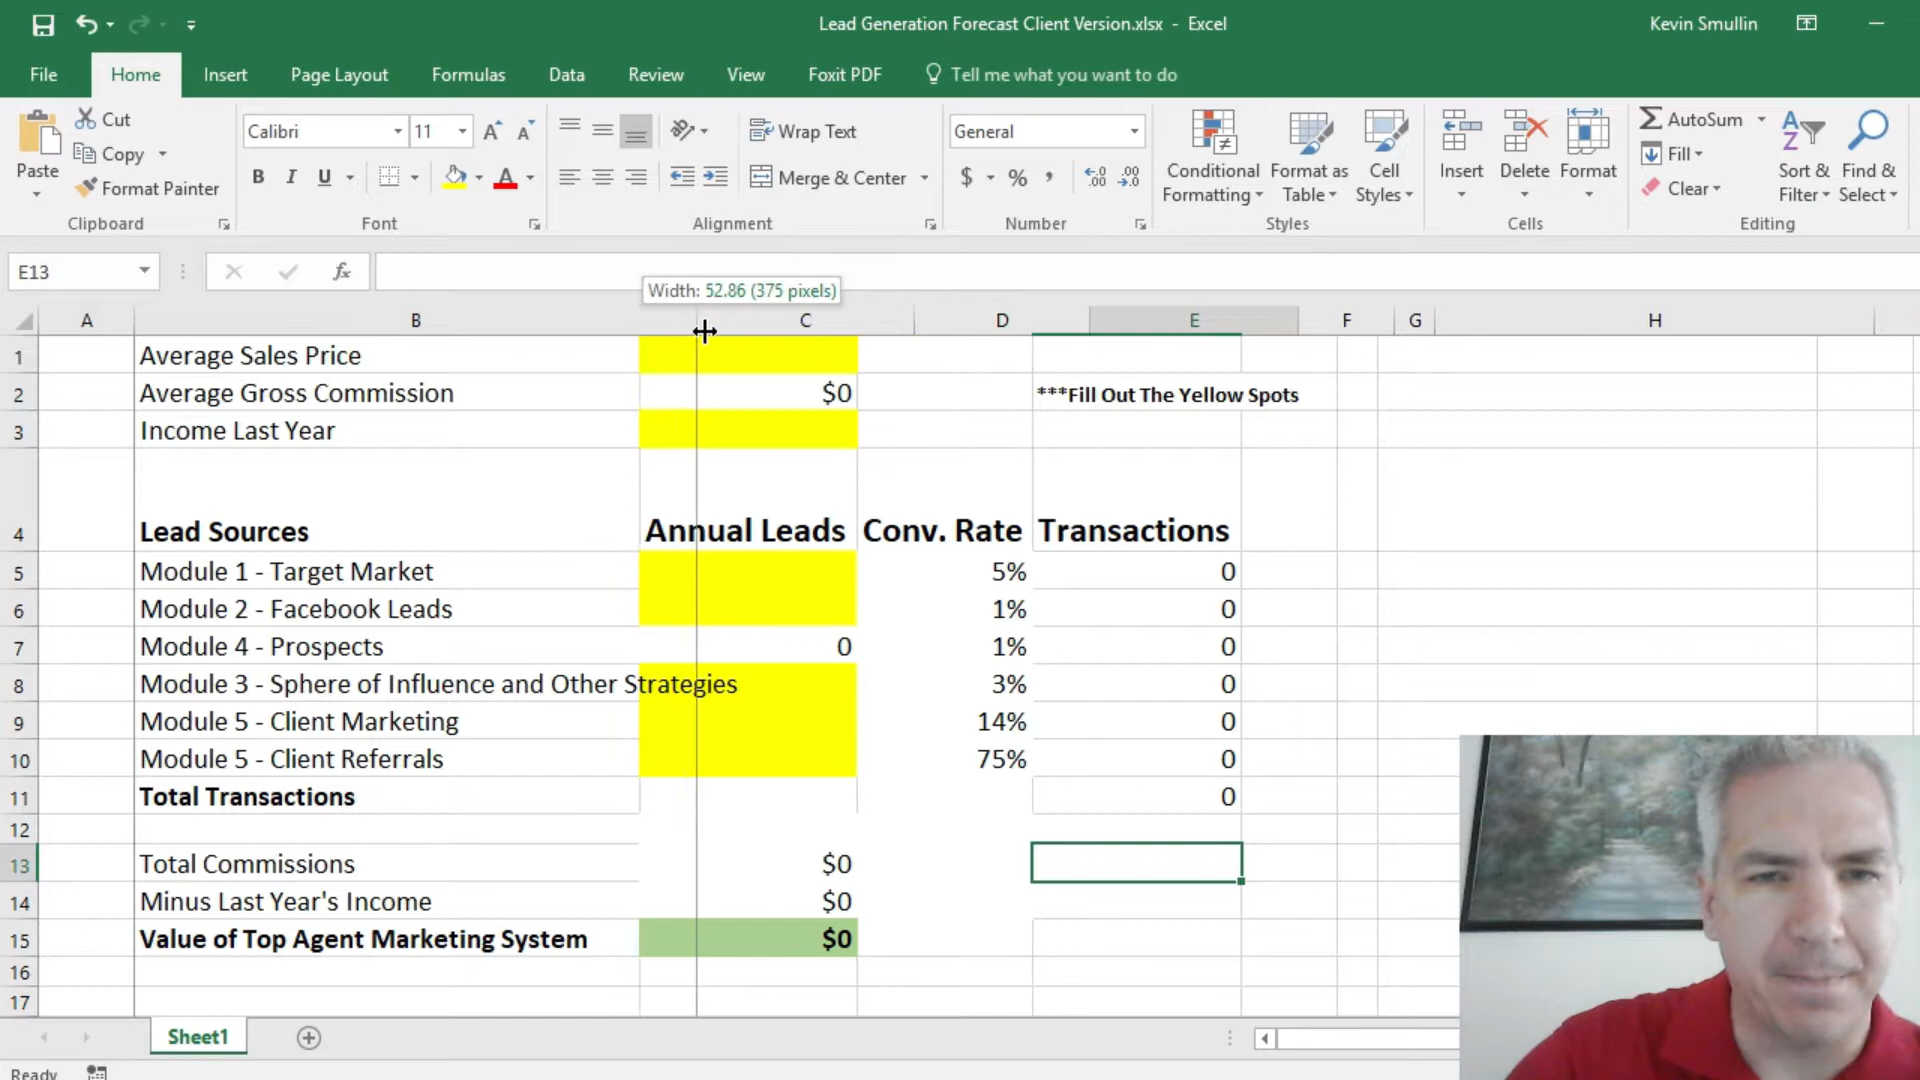 Lead Generation Forecast Client Version.xlsx - Excel
Kevin Smullin
File Home Insert Page Layout Formulas Data Review View Foxit PDF Tell me what you want to do
Paste
Cut
Copy
Format Painter
Clipboard
Calibri 11
B I U A
Font
Wrap Text
Merge & Center
Alignment
General
$ % ,
Number
Conditional Formatting
Format as Table
Cell Styles
Styles
Insert Delete Format
Cells
AutoSum
Fill
Clear
Sort & Filter
Find & Select
Editing
E13 fx
Width: 52.86 (375 pixels)
A B C D E F G H
1 Average Sales Price
2 Average Gross Commission $0 ***Fill Out The Yellow Spots
3 Income Last Year
4 Lead Sources Annual Leads Conv. Rate Transactions
5 Module 1 - Target Market 5% 0
6 Module 2 - Facebook Leads 1% 0
7 Module 4 - Prospects 0 1% 0
8 Module 3 - Sphere of Influence and Other Strategies 3% 0
9 Module 5 - Client Marketing 14% 0
10 Module 5 - Client Referrals 75% 0
11 Total Transactions 0
12
13 Total Commissions $0
14 Minus Last Year's Income $0
15 Value of Top Agent Marketing System $0
16
17
Sheet1
Ready